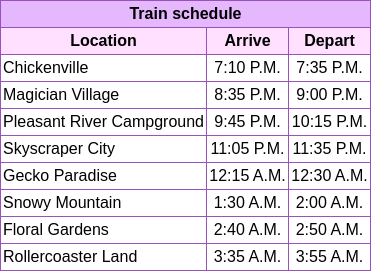 Train schedule
Location Arrive Depart
Chickenville 7:10 P.M. 7:35 P.M.
Magician Village 8:35 P.M. 9:00 P.M.
Pleasant River Campground 9:45 P.M. 10:15 P.M.
Skyscraper City 11:05 P.M. 11:35 P.M.
Gecko Paradise 12:15 A.M. 12:30 A.M.
Snowy Mountain 1:30 A.M. 2:00 A.M.
Floral Gardens 2:40 A.M. 2:50 A.M.
Rollercoaster Land 3:35 A.M. 3:55 A.M.